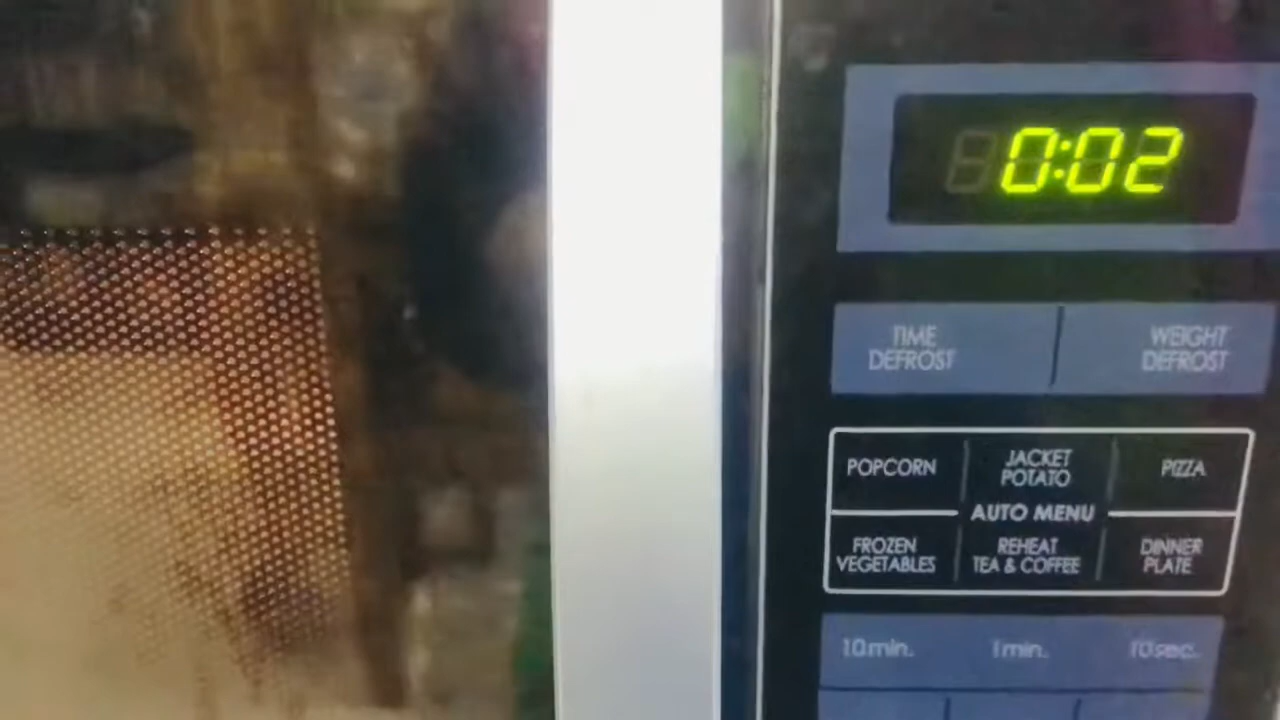 0:02
TIME
DEFROST
WEIGHT
DEFROST
POPCORN
JACKET
POTATO
PIZZA
AUTO MENU
FROZEN
VEGETABLES
REHEAT
TEA & COFFEE
DINNER
PLATE
10min.
1min.
10sec.